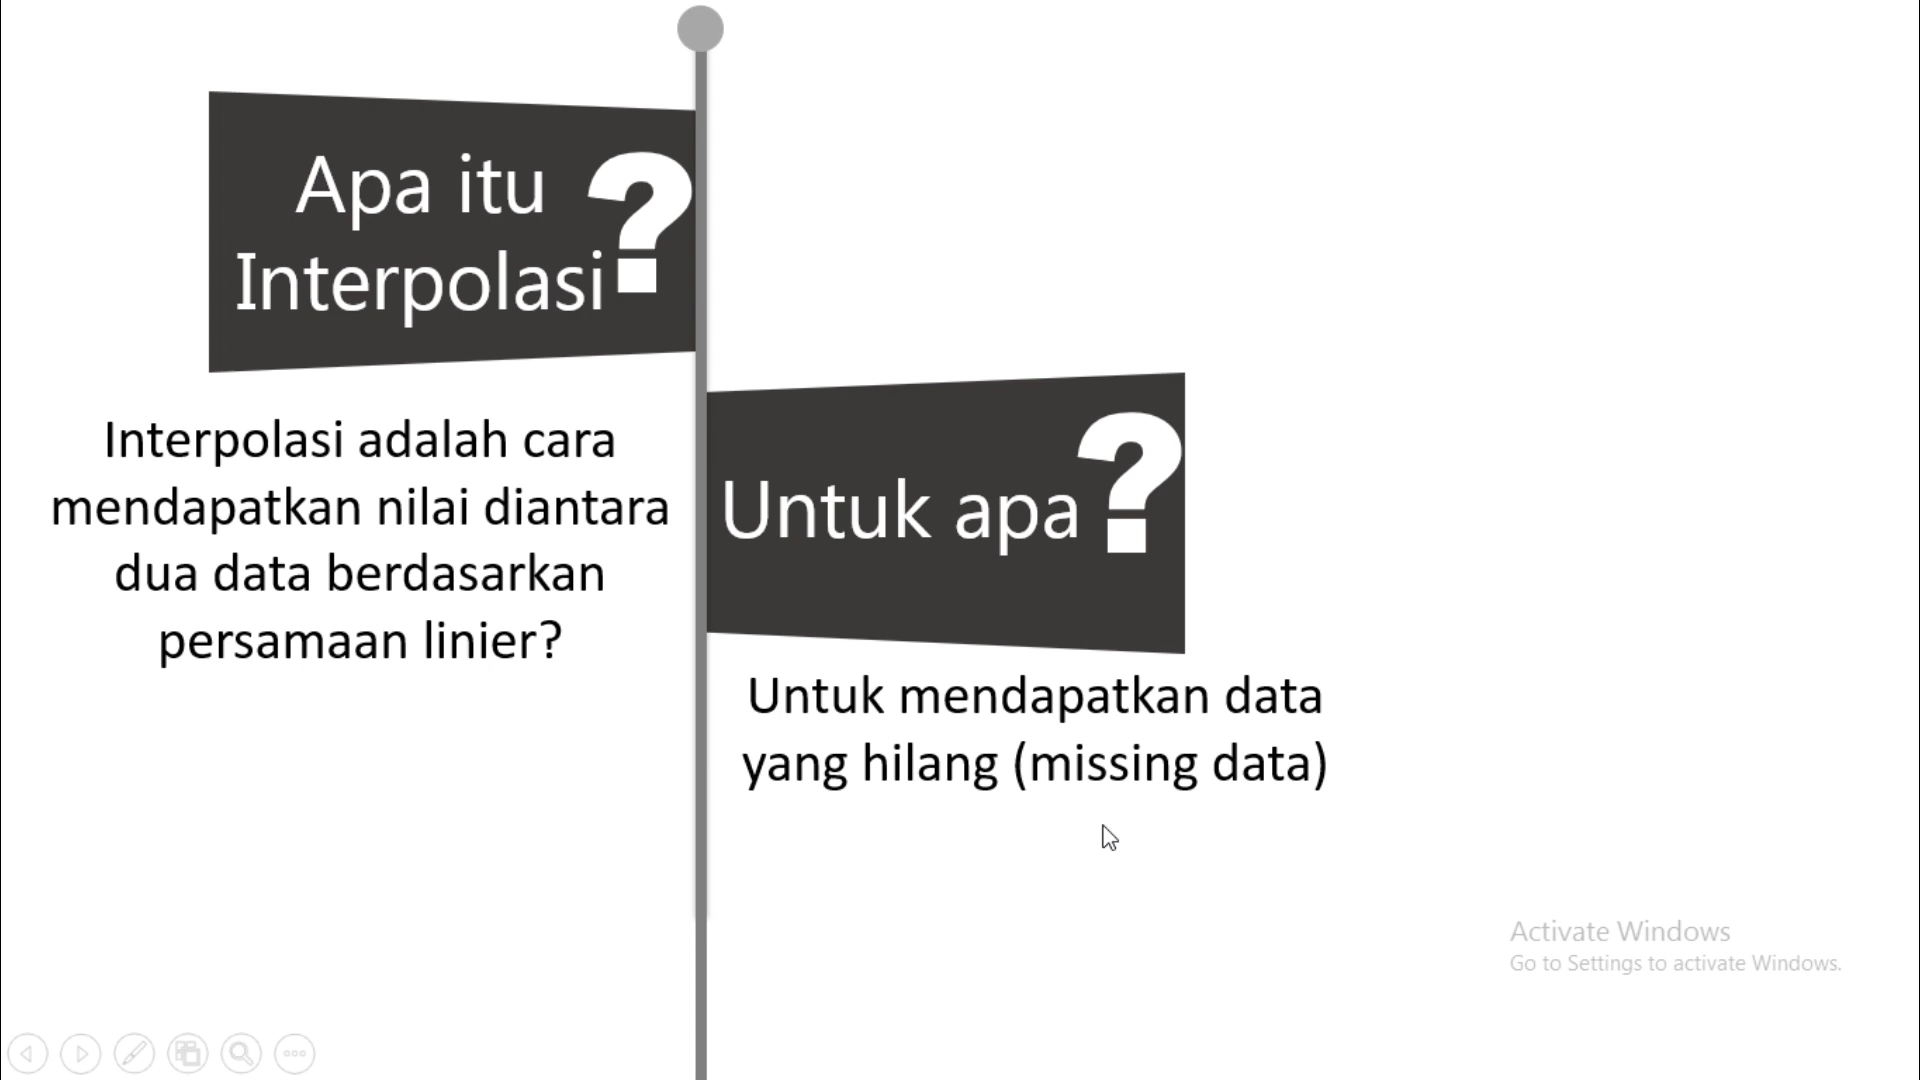 Apa itu
Interpolasi?
Interpolasi adalah cara
mendapatkan nilai diantara
dua data berdasarkan
persamaan linier?
Untuk apa?
Untuk mendapatkan data
yang hilang (missing data)
Activate Windows
Go to Settings to activate Windows.